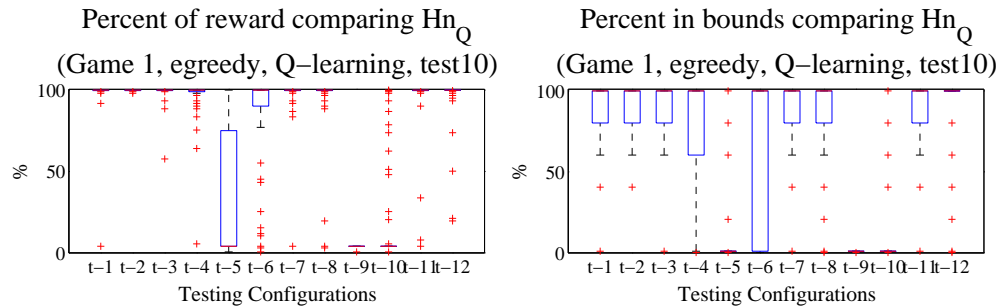 Percent of reward comparing Hn_Q
(Game 1, egreedy, Q−learning, test10)
100
50
0
%
t−1 t−2 t−3 t−4 t−5 t−6 t−7 t−8 t−9 t−10 t−11 t−12
Testing Configurations
Percent in bounds comparing Hn_Q
(Game 1, egreedy, Q−learning, test10)
100
50
0
%
t−1 t−2 t−3 t−4 t−5 t−6 t−7 t−8 t−9 t−10 t−11 t−12
Testing Configurations